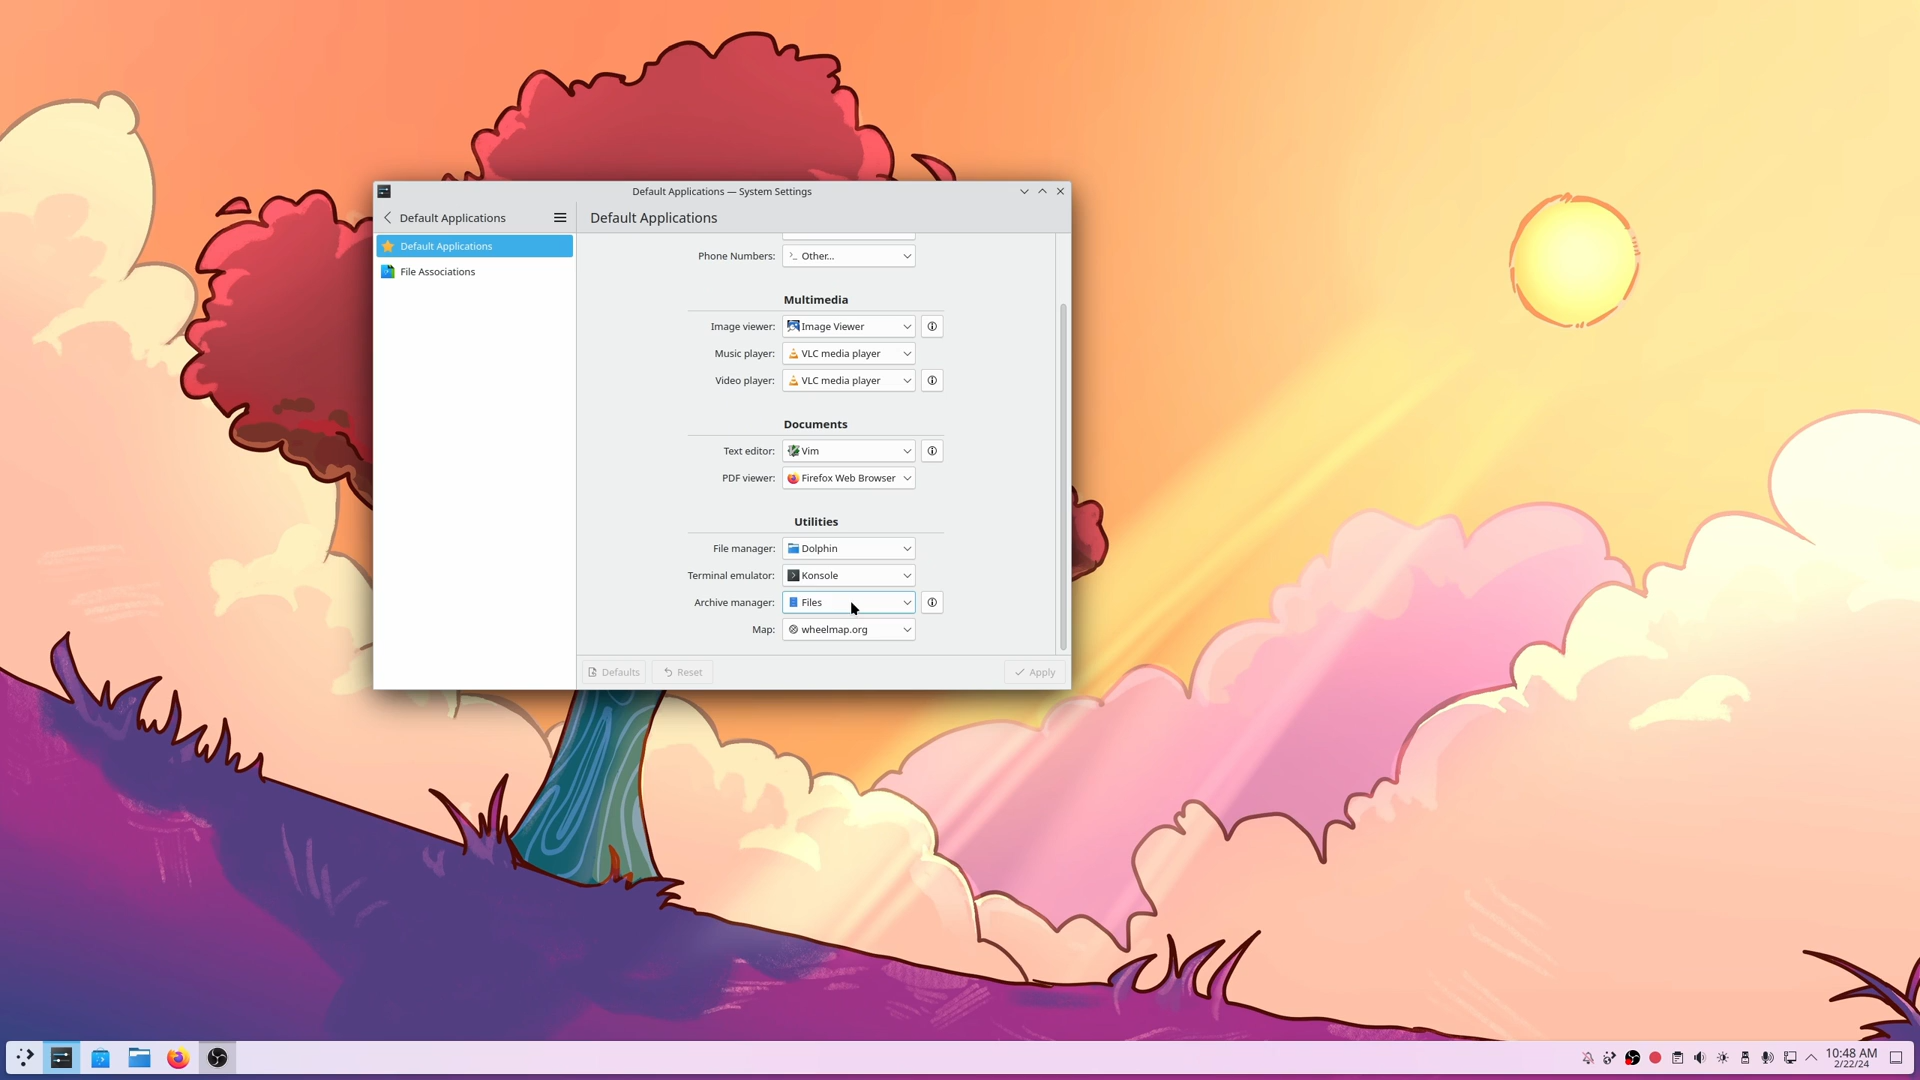 Default Applications — System Settings
Default Applications
Default Applications
Default Applications
File Associations
Phone Numbers: Other...
Multimedia
Image viewer: Image Viewer
Music player: VLC media player
Video player: VLC media player
Documents
Text editor: Vim
PDF viewer: Firefox Web Browser
Utilities
File manager: Dolphin
Terminal emulator: Konsole
Archive manager: Files
Map: wheelmap.org
Defaults
Reset
Apply
10:48 AM
2/22/24